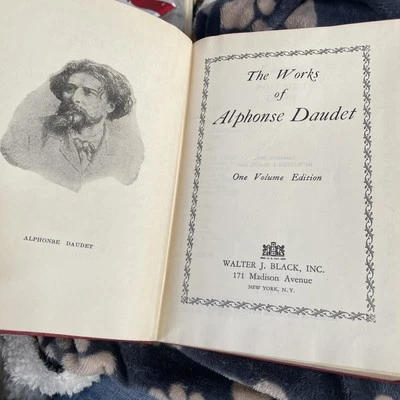 ALPHONSE DAUDET
The Works
of
Alphonse Daudet
One Volume Edition
WALTER J. BLACK, INC.
171 Madison Avenue
NEW YORK, N.Y.